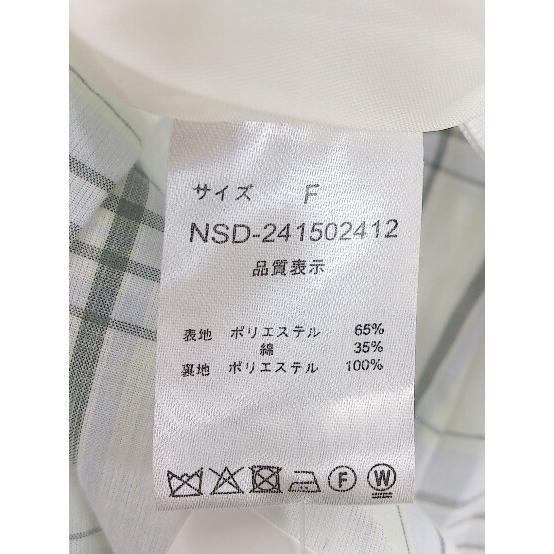 サイズ F
NSD-241502412
品質表示
表地 ポリエステル 65%
綿 35%
裏地 ポリエステル 100%
F W